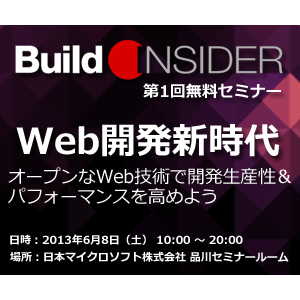 Build INSIDER
第1回無料セミナー
Web開発新時代
オープンなWeb技術で開発生産性&
パフォーマンスを高めよう
日時：2013年6月8日（土） 10:00 ～ 20:00
場所：日本マイクロソフト株式会社 品川セミナールーム